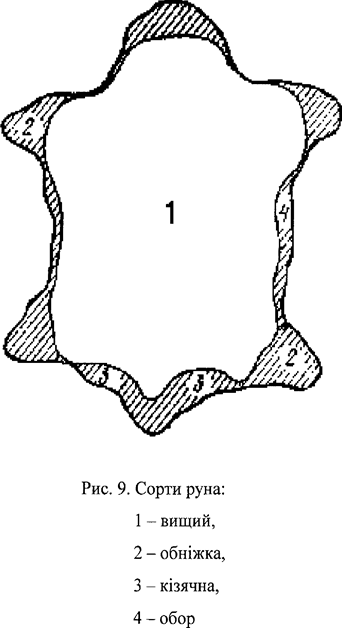 2
1
4
2
3
3
Рис. 9. Сорти руна:
1 – вищий,
2 – обніжка,
3 – кізячна,
4 – обор